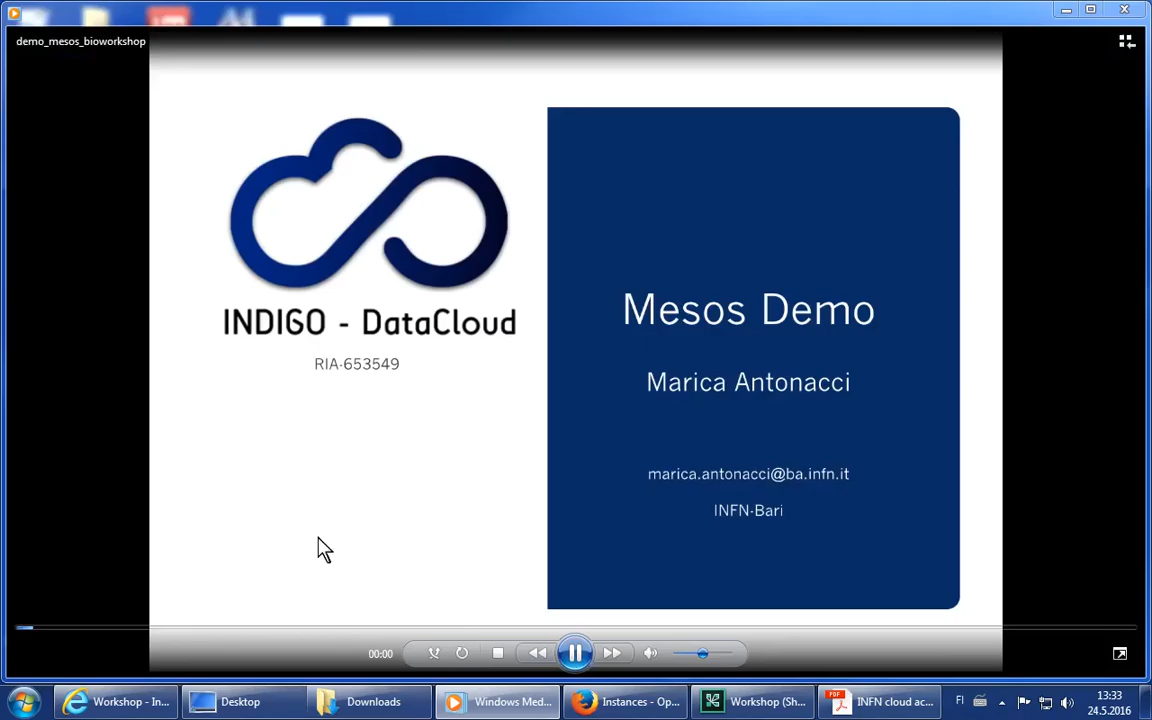 demo_mesos_bioworkshop
INDIGO - DataCloud
RIA-653549
Mesos Demo
Marica Antonacci
marica.antonacci@ba.infn.it
INFN-Bari
00:00
Workshop - In...
Desktop
Downloads
Windows Med...
Instances - Op...
Workshop (Sh...
INFN cloud ac...
FI
13:33
24.5.2016